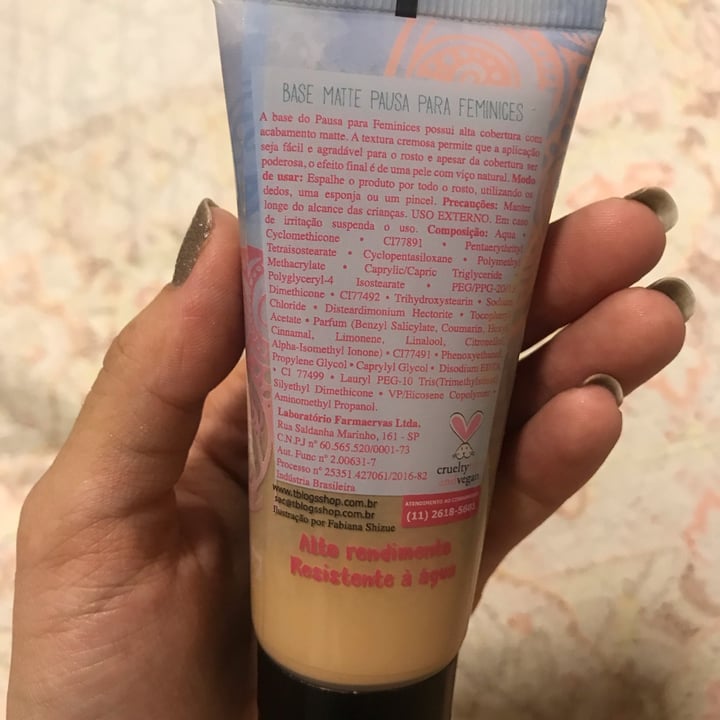 BASE MATTE PAUSA PARA FEMINICES
A base do Pausa para Feminices possui alta cobertura com
acabamento matte. A textura cremosa permite que a aplicação
seja fácil e agradável para o rosto e apesar da cobertura ser
poderosa, o efeito final é de uma pele com viço natural. Modo
de usar: Espalhe o produto por todo o rosto, utilizando os
dedos, uma esponja ou um pincel. Precauções: Manter
longe do alcance das crianças. USO EXTERNO. Em caso
de irritação suspenda o uso. Composição: Aqua •
Cyclomethicone • CI77891 • Pentaerythrityl
Tetraisostearate • Cyclopentasiloxane • Polymethyl
Methacrylate • Caprylic/Capric Triglyceride •
Polyglyceryl-4 Isostearate • PEG/PPG-20/15
Dimethicone • CI77492 • Trihydroxystearin • Sodium
Chloride • Disteardimonium Hectorite • Tocopheryl
Acetate • Parfum (Benzyl Salicylate, Coumarin, Hexyl
Cinnamal, Limonene, Linalool, Citronellol,
Alpha-Isomethyl Ionone) • CI77491 • Phenoxyethanol,
Propylene Glycol • Caprylyl Glycol • Disodium EDTA
• CI 77499 • Lauryl PEG-10 Tris(Trimethylsiloxy)
Silyethyl Dimethicone • VP/Eicosene Copolymer •
Aminomethyl Propanol.
Laboratório Farmaervas Ltda.
Rua Saldanha Marinho, 161 - SP
C.N.P.J nº 60.565.520/0001-73
Aut. Func nº 2.00631-7
Processo nº 25351.427061/2016-82
Indústria Brasileira
cruelty
and vegan
www.tblogsshop.com.br
sac@tblogsshop.com.br
Ilustração por Fabiana Shizue
ATENDIMENTO AO CONSUMIDOR
(11) 2618-5603
Alto rendimento
Resistente à água